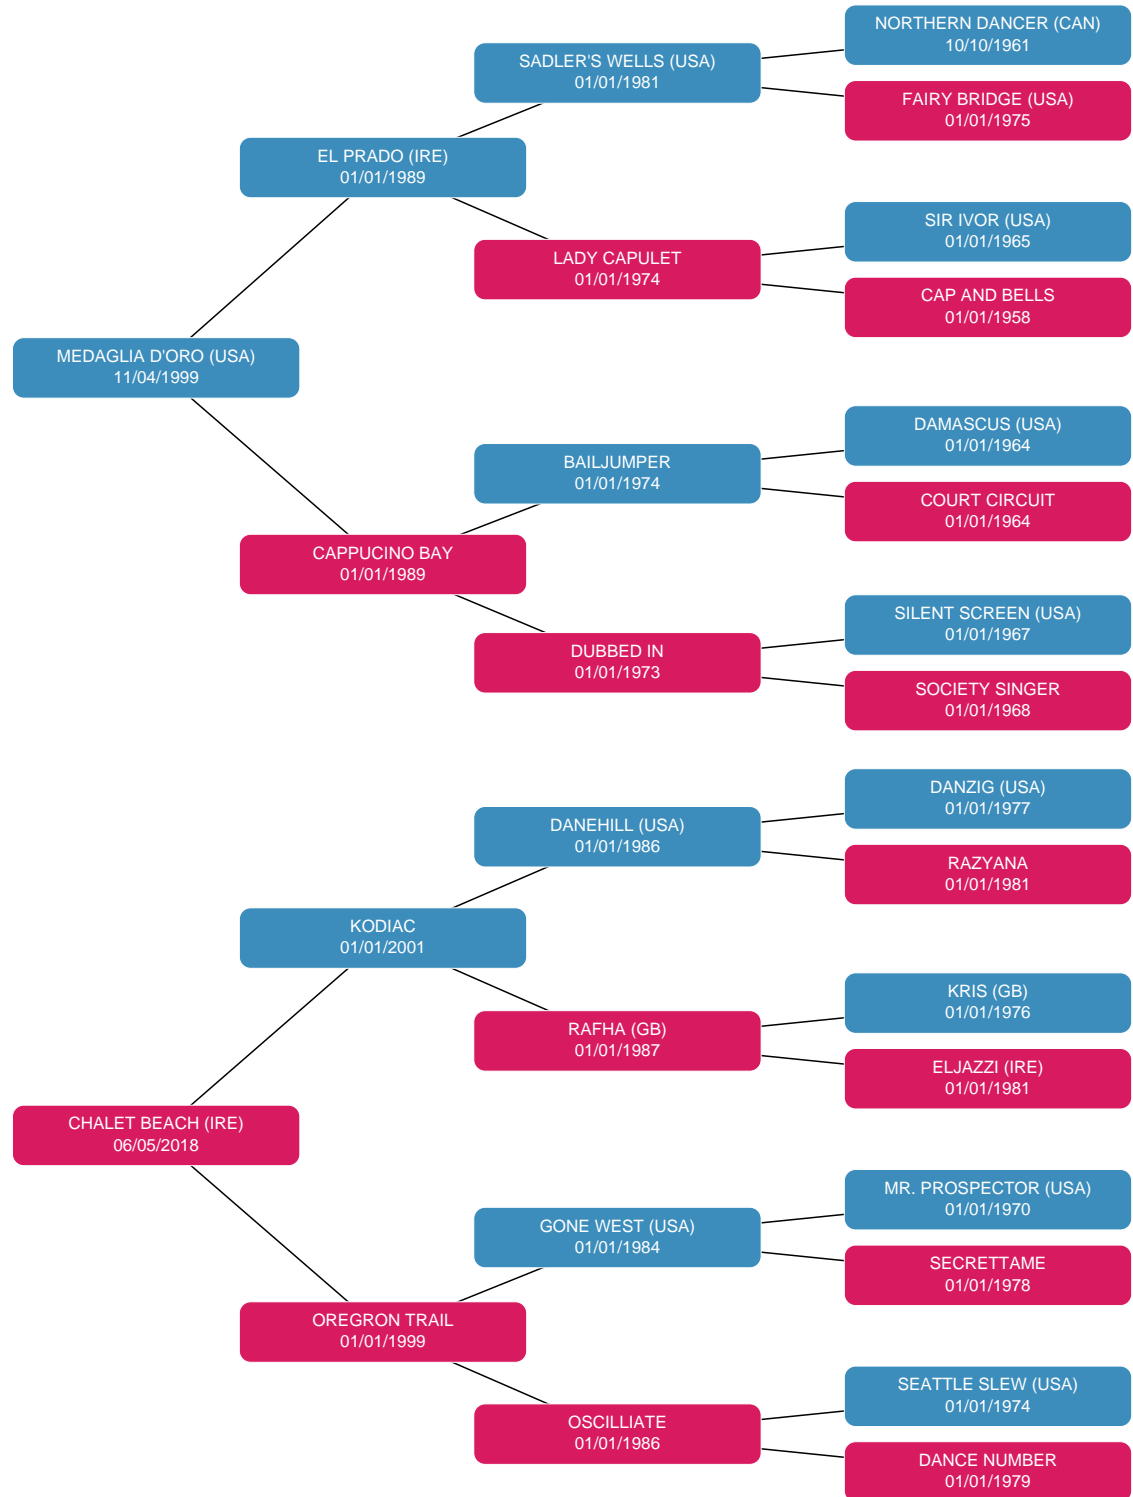 NORTHERN DANCER (CAN)
10/10/1961
SADLER'S WELLS (USA)
01/01/1981
FAIRY BRIDGE (USA)
01/01/1975
EL PRADO (IRE)
01/01/1989
SIR IVOR (USA)
01/01/1965
LADY CAPULET
01/01/1974
CAP AND BELLS
01/01/1958
MEDAGLIA D'ORO (USA)
11/04/1999
DAMASCUS (USA)
01/01/1964
BAILJUMPER
01/01/1974
COURT CIRCUIT
01/01/1964
CAPPUCINO BAY
01/01/1989
SILENT SCREEN (USA)
01/01/1967
DUBBED IN
01/01/1973
SOCIETY SINGER
01/01/1968
DANZIG (USA)
01/01/1977
DANEHILL (USA)
01/01/1986
RAZYANA
01/01/1981
KODIAC
01/01/2001
KRIS (GB)
01/01/1976
RAFHA (GB)
01/01/1987
ELJAZZI (IRE)
01/01/1981
CHALET BEACH (IRE)
06/05/2018
MR. PROSPECTOR (USA)
01/01/1970
GONE WEST (USA)
01/01/1984
SECRETTAME
01/01/1978
OREGRON TRAIL
01/01/1999
SEATTLE SLEW (USA)
01/01/1974
OSCILLIATE
01/01/1986
DANCE NUMBER
01/01/1979